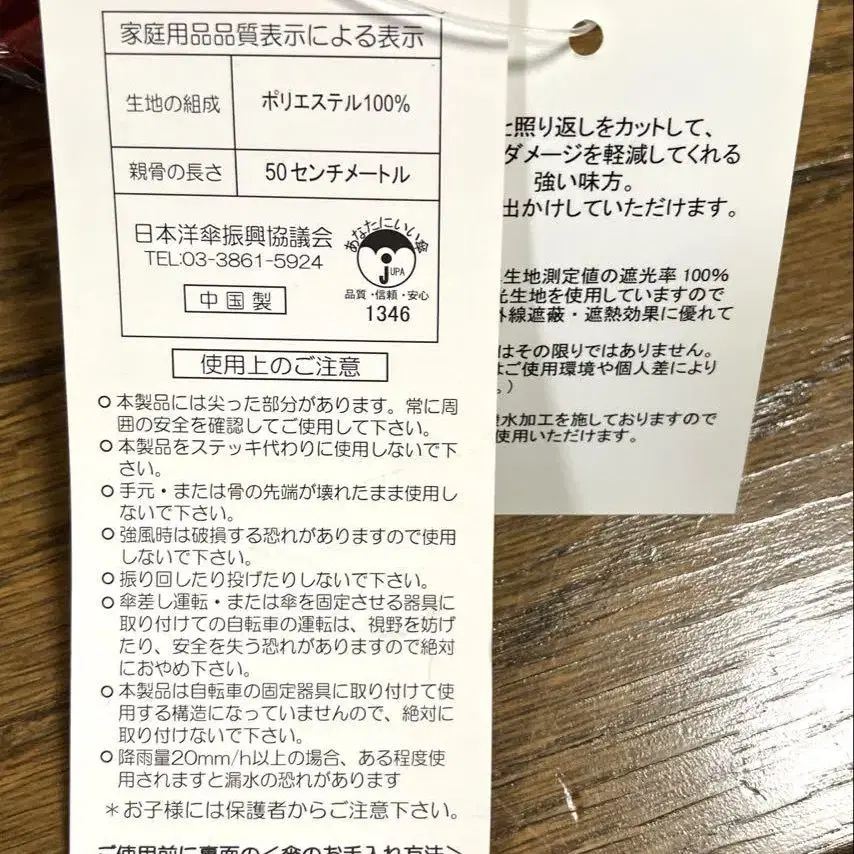 家庭用品品質表示による表示
生地の組成 ポリエステル100%
親骨の長さ 50センチメートル
日本洋傘振興協議会
TEL:03-3861-5924
中国製
あなたにいい傘
JUPA
品質・信頼・安心
1346
使用上のご注意
○本製品には尖った部分があります。常に周
囲の安全を確認してご使用して下さい。
○本製品をステッキ代わりに使用しないで下
さい。
○手元・または骨の先端が壊れたまま使用し
ないで下さい。
○強風時は破損する恐れがありますので使用
しないで下さい。
○振り回したり投げたりしないで下さい。
○傘差し運転・または傘を固定させる器具に
取り付けての自転車の運転は、視野を妨げ
たり、安全を失う恐れがありますので絶対
におやめ下さい。
○本製品は自転車の固定器具に取り付けて使
用する構造になっていませんので、絶対に
取り付けないで下さい。
○降雨量20mm/h以上の場合、ある程度使
用されますと漏水の恐れがあります
＊お子様には保護者からご注意下さい。
ご使用前に裏面の＜傘のお手入れ方法＞
と照り返しをカットして、
ダメージを軽減してくれる
強い味方。
出かけしていただけます。
生地測定値の遮光率100%
光生地を使用していますので
外線遮蔽・遮熱効果に優れて
はその限りではありません。
はご使用環境や個人差により
。）
撥水加工を施しておりますので
使用いただけます。